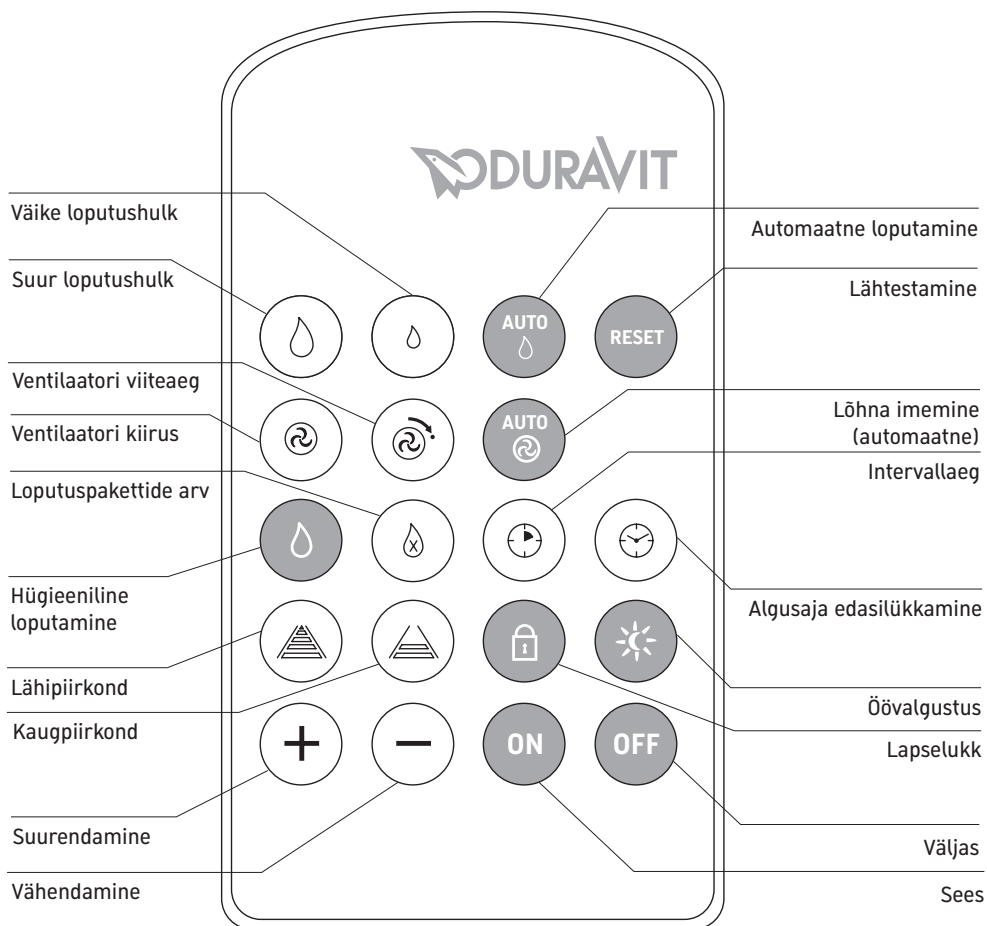 DURAVIT
Väike loputushulk
Automaatne loputamine
Suur loputushulk
Lähtestamine
AUTO
RESET
Ventilaatori viiteaeg
Lõhna imemine
(automaatne)
AUTO
Ventilaatori kiirus
Intervallaeg
Loputuspakettide arv
X
Hügieeniline
loputamine
Algusaja edasilükkamine
Lähipiirkond
Öövalgustus
Kaugpiirkond
Lapselukk
ON
OFF
Suurendamine
Väljas
Vähendamine
Sees